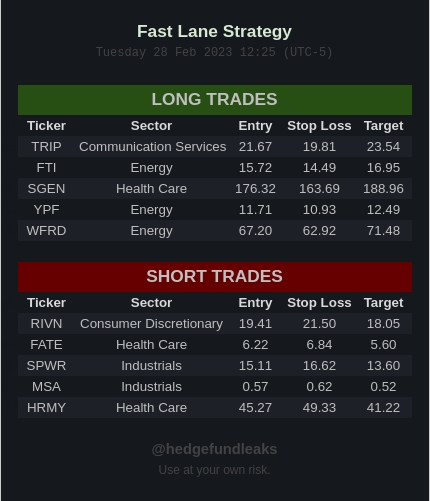 Fast Lane Strategy
Tuesday 28 Feb 2023 12:25 (UTC-5)
LONG TRADES
Ticker Sector Entry Stop Loss Target
TRIP Communication Services 21.67 19.81 23.54
FTI Energy 15.72 14.49 16.95
SGEN Health Care 176.32 163.69 188.96
YPF Energy 11.71 10.93 12.49
WFRD Energy 67.20 62.92 71.48
SHORT TRADES
Ticker Sector Entry Stop Loss Target
RIVN Consumer Discretionary 19.41 21.50 18.05
FATE Health Care 6.22 6.84 5.60
SPWR Industrials 15.11 16.62 13.60
MSA Industrials 0.57 0.62 0.52
HRMY Health Care 45.27 49.33 41.22
@hedgefundleaks
Use at your own risk.